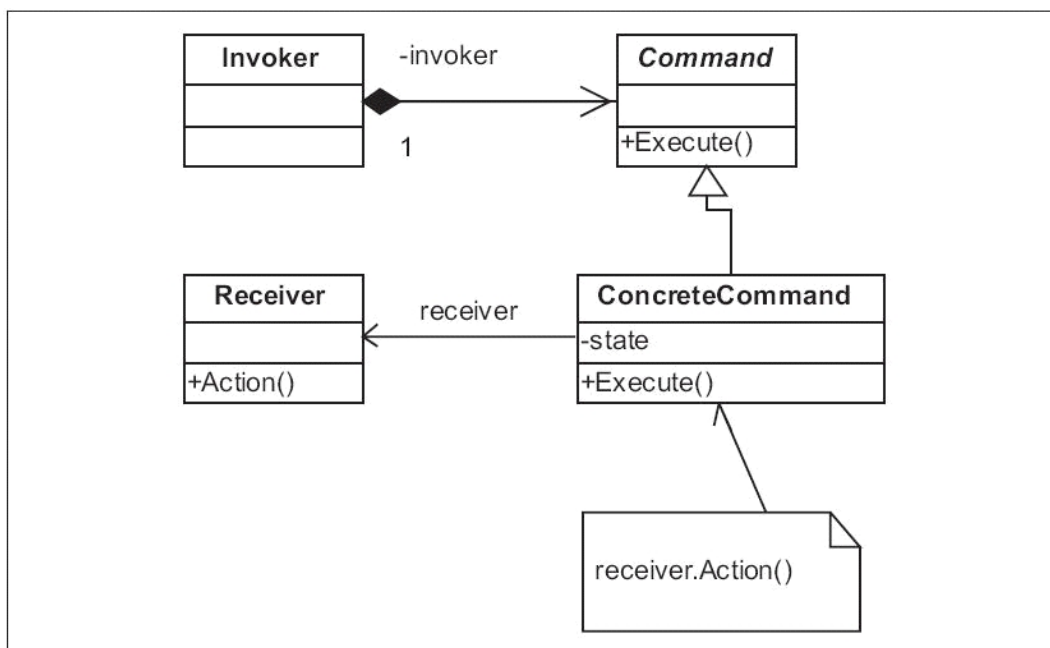 Invoker
-invoker
1
Command
+Execute()
Receiver
+Action()
receiver
ConcreteCommand
-state
+Execute()
receiver.Action()